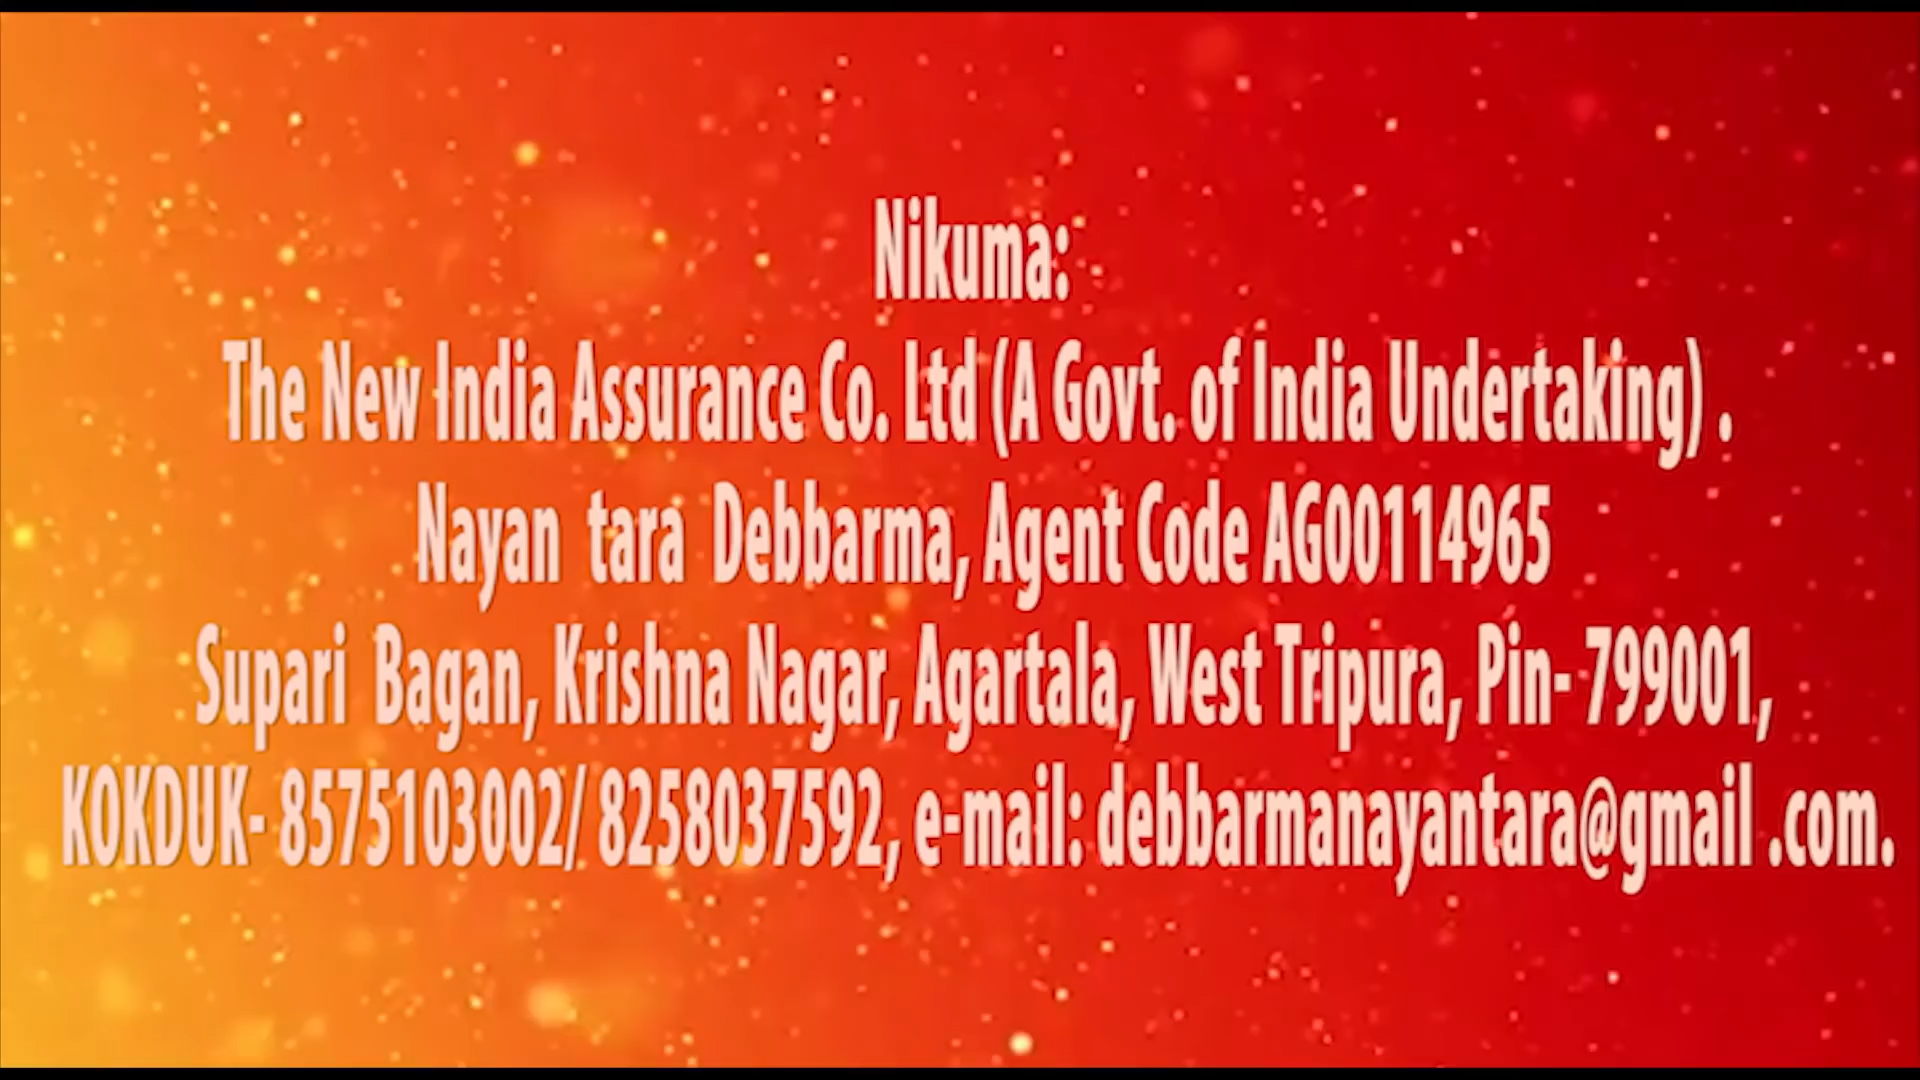 Nikuma:
The New India Assurance Co. Ltd (A Govt. of India Undertaking) .
Nayan tara Debbarma, Agent Code AG00114965
Supari Bagan, Krishna Nagar, Agartala, West Tripura, Pin- 799001,
KOKDUK- 8575103002/ 8258037592, e-mail: debbarmanayantara@gmail .com.